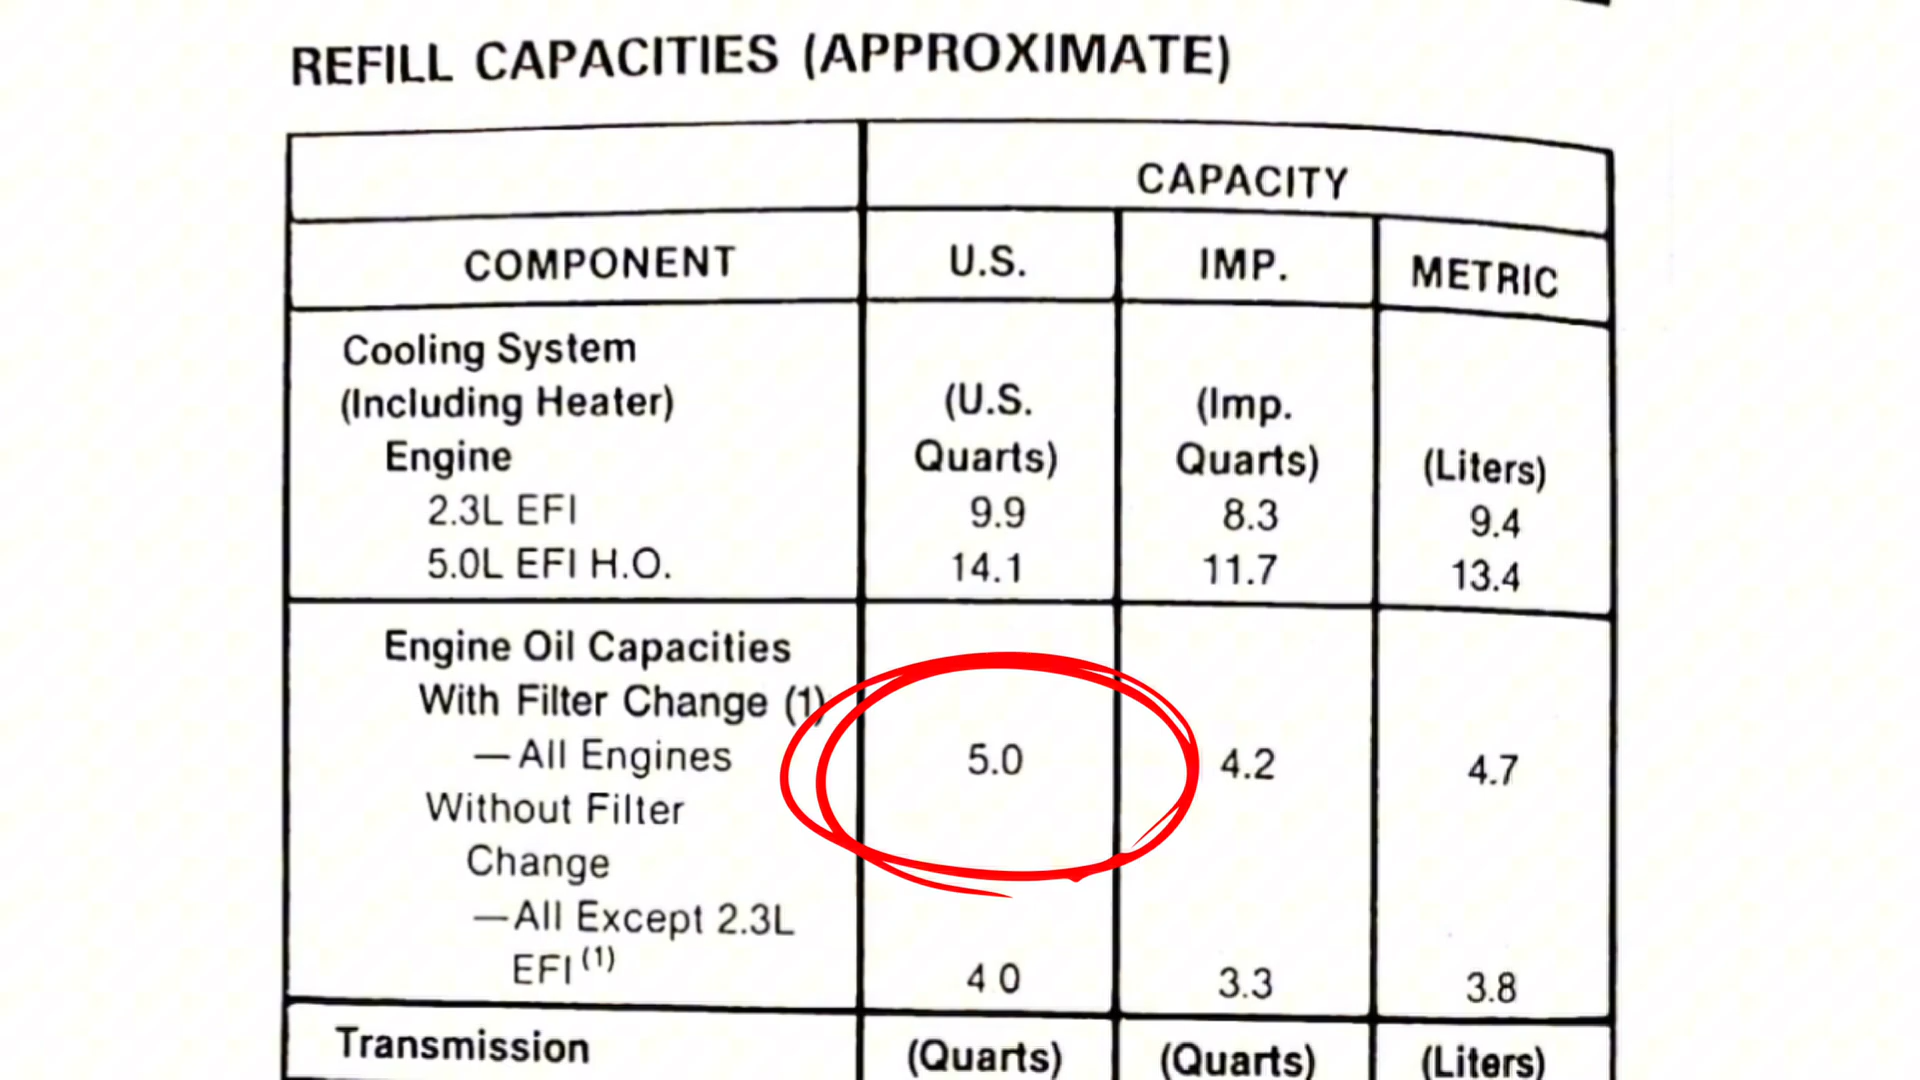 REFILL CAPACITIES (APPROXIMATE)
CAPACITY
COMPONENT U.S. IMP. METRIC
Cooling System
(Including Heater) (U.S. (Imp.
Engine Quarts) Quarts) (Liters)
2.3L EFI 9.9 8.3 9.4
5.0L EFI H.O. 14.1 11.7 13.4
Engine Oil Capacities
With Filter Change (1)
—All Engines 5.0 4.2 4.7
Without Filter
Change
—All Except 2.3L
EFI (1) 4 0 3.3 3.8
Transmission (Quarts) (Quarts) (Liters)